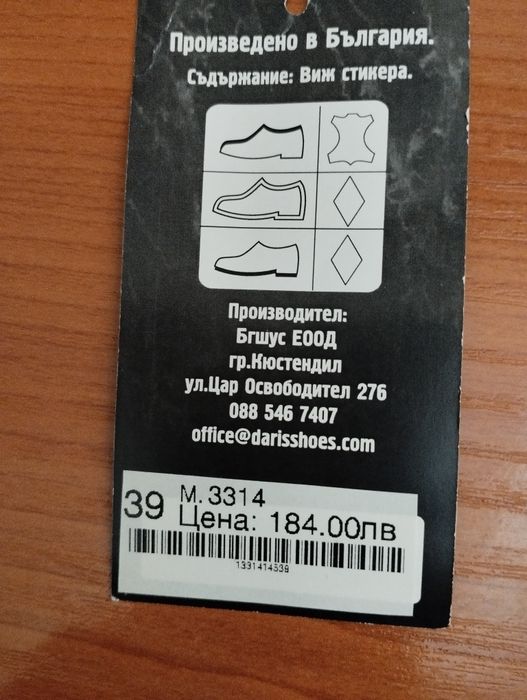 Произведено в България.
Съдържание: Виж стикера.
Производител:
Бгшус ЕООД
гр.Кюстендил
ул.Цар Освободител 276
088 546 7407
office@darisshoes.com
39 М. 3314
Цена: 184.00лв
1331414539